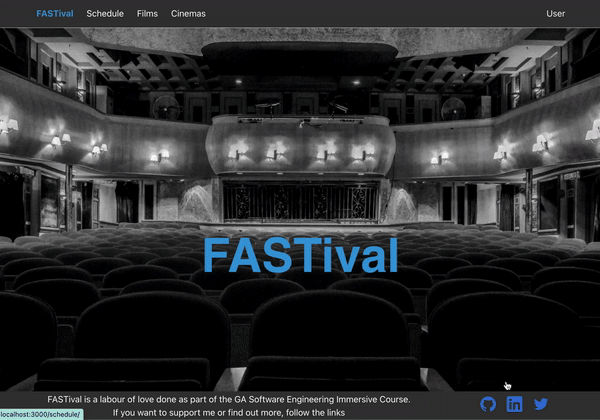 FASTival Schedule Films Cinemas User
FASTival
FASTival is a labour of love done as part of the GA Software Engineering Immersive Course.
If you want to support me or find out more, follow the links
localhost:3000/schedule/